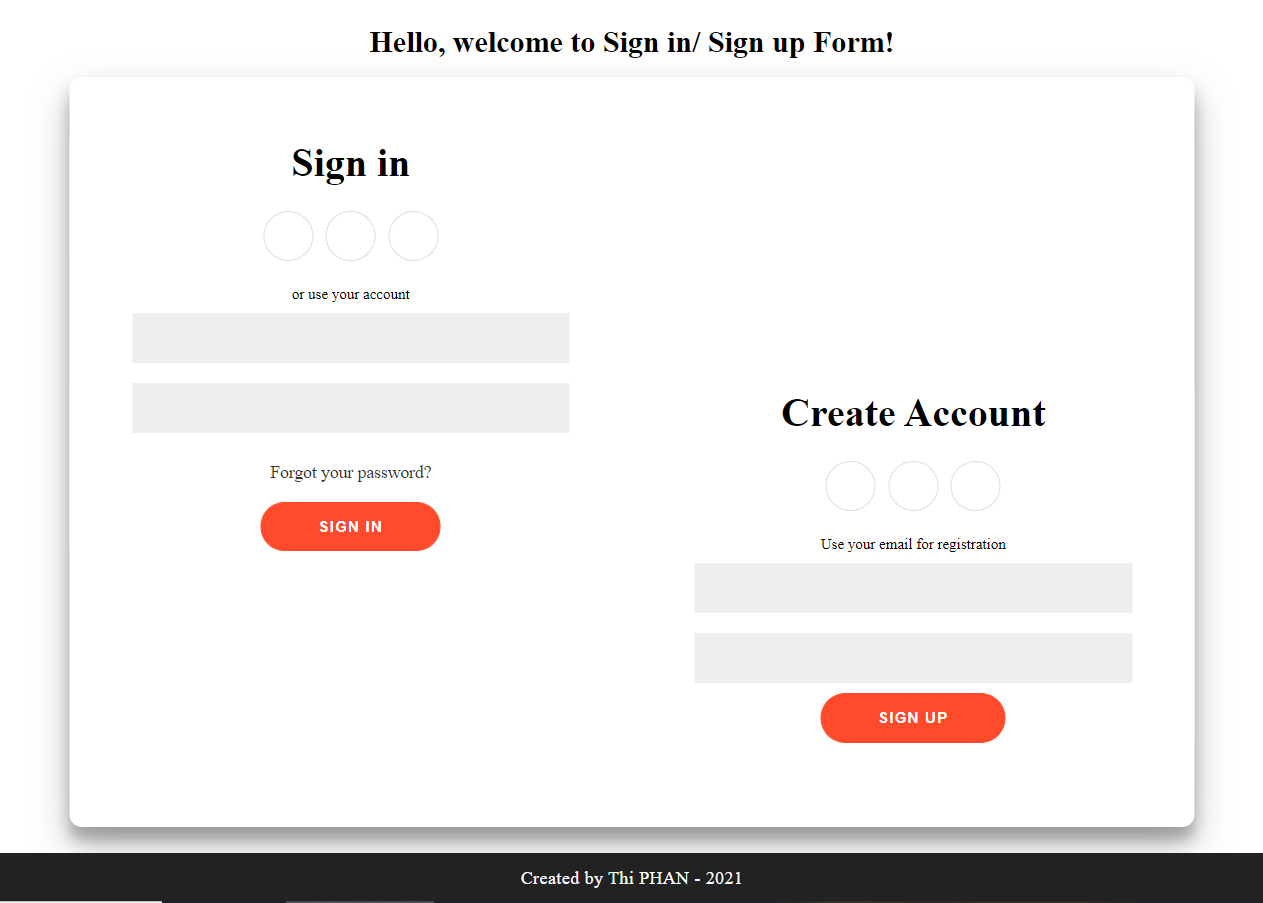 Hello, welcome to Sign in/ Sign up Form!
Sign in
or use your account
Forgot your password?
SIGN IN
Create Account
Use your email for registration
SIGN UP
Created by Thi PHAN - 2021